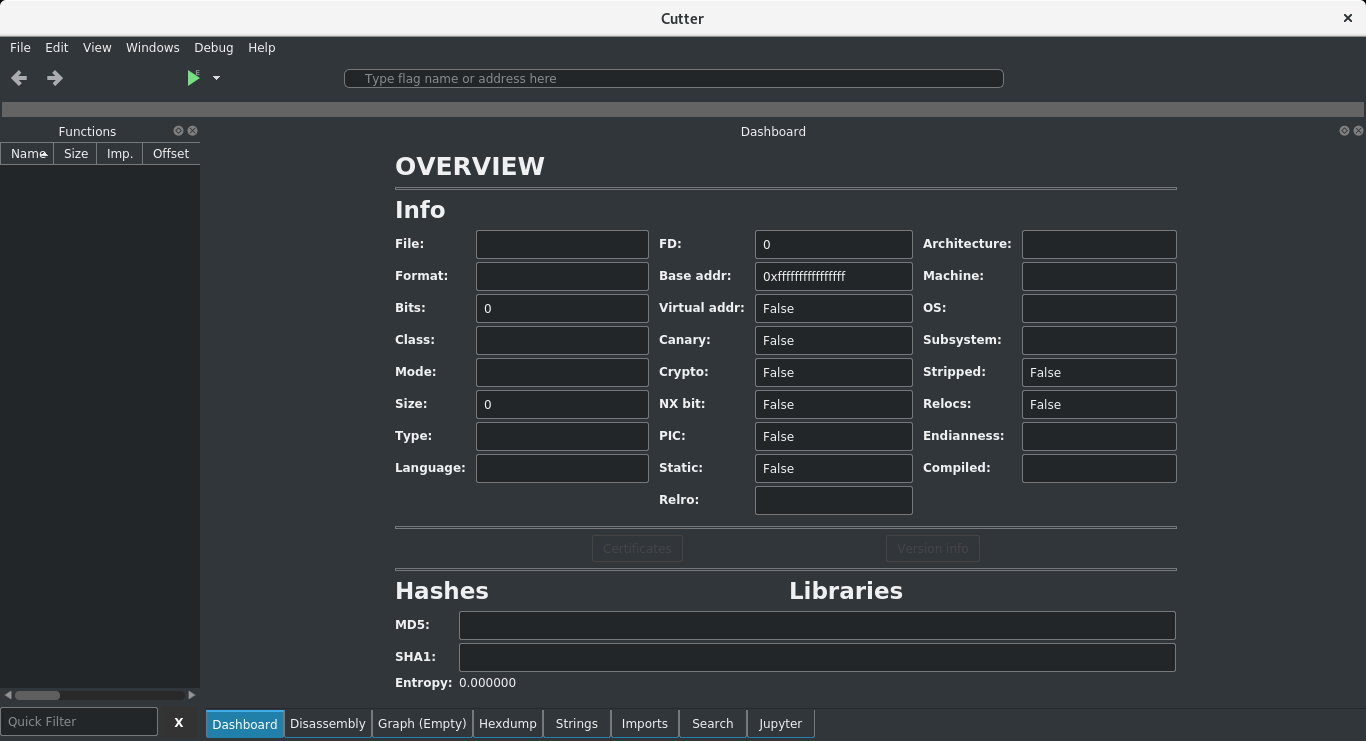 Cutter
File Edit View Windows Debug Help
Type flag name or address here
Functions
Dashboard
Name Size Imp. Offset
OVERVIEW
Info
File: FD: 0 Architecture:
Format: Base addr: 0xffffffffffffffff Machine:
Bits: 0 Virtual addr: False OS:
Class: Canary: False Subsystem:
Mode: Crypto: False Stripped: False
Size: 0 NX bit: False Relocs: False
Type: PIC: False Endianness:
Language: Static: False Compiled:
Relro:
Certificates Version info
Hashes Libraries
MD5:
SHA1:
Entropy: 0.000000
Quick Filter X
Dashboard Disassembly Graph (Empty) Hexdump Strings Imports Search Jupyter